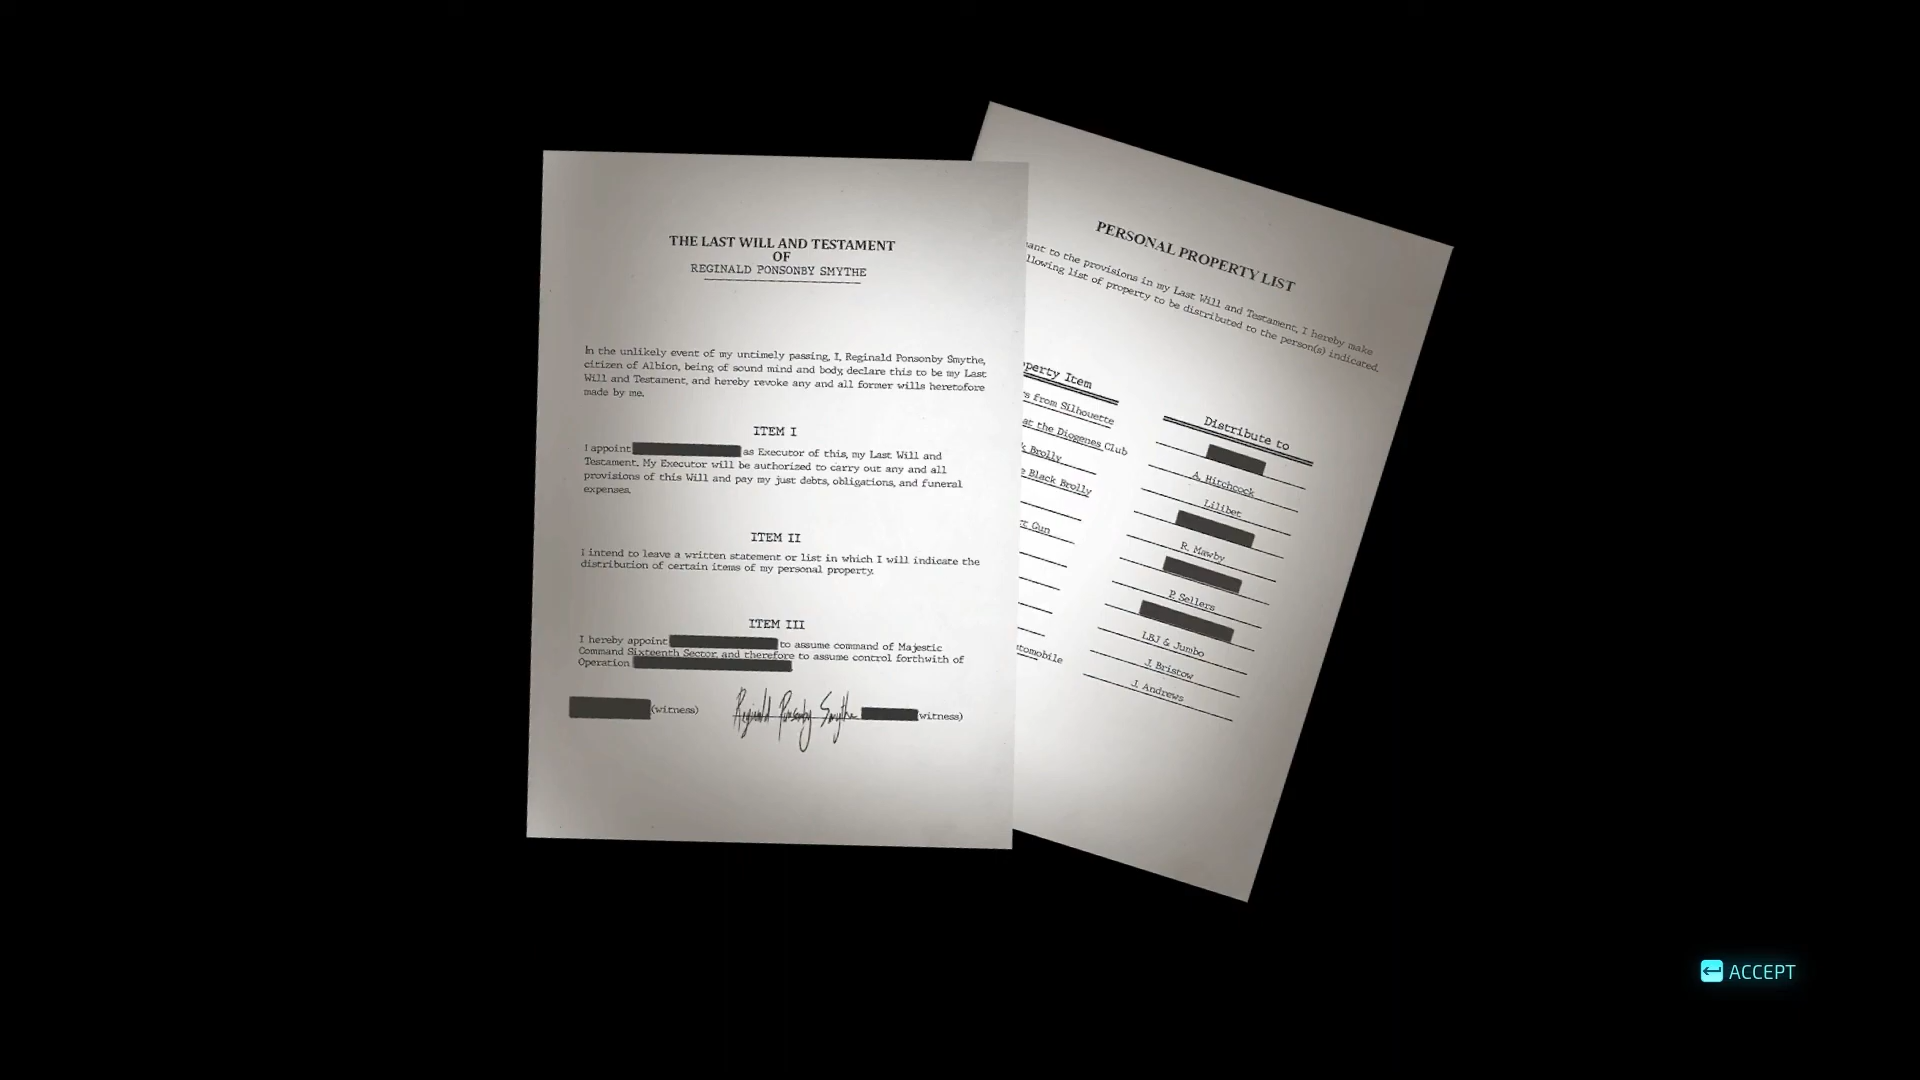 THE LAST WILL AND TESTAMENT
OF
REGINALD PONSONBY SMYTHE
In the unlikely event of my untimely passing, I, Reginald Ponsonby Smythe,
citizen of Albion, being of sound mind and body, declare this to be my Last
Will and Testament, and hereby revoke any and all former wills heretofore
made by me.
ITEM I
I appoint as Executor of this, my Last Will and
Testament. My Executor will be authorized to carry out any and all
provisions of this Will and pay my just debts, obligations, and funeral
expenses.
ITEM II
I intend to leave a written statement or list in which I will indicate the
distribution of certain items of my personal property.
ITEM III
I hereby appoint to assume command of Majestic
Command Sixteenth Sector, and therefore to assume control forthwith of
Operation
(witness) Reginald Ponsonby Smythe witness)
PERSONAL PROPERTY LIST
to the provisions in my Last Will and Testament, I hereby make
list of property to be distributed to the person(s) indicated.
Item
from Silhouette
at the Diogenes Club
Brolly
Black Brolly
Gun
Distribute to
A. Hitchcock
Lilibet
R. Mawby
P. Sellers
LBJ & Jumbo
J. Bristow
J. Andrews
ACCEPT